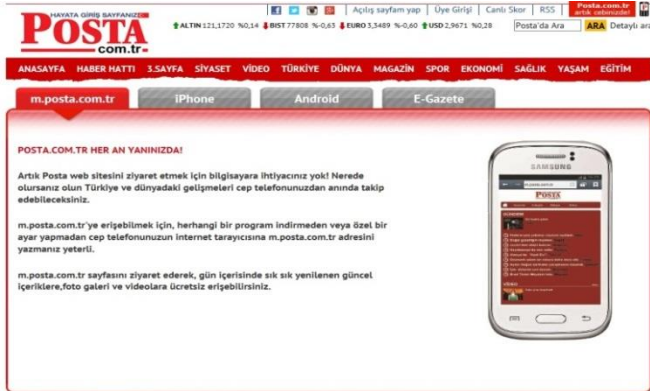 HAYATA GİRİŞ SAYFANIZ
POSTA
com.tr
Açılış sayfam yap | Üye Girişi | Canlı Skor | RSS
Posta.com.tr
artık cebinizde!
ALTIN 121,1720 %0,14 BIST 77808 %-0,63 EURO 3,3489 %-0,60 USD 2,9671 %0,28
Posta'da Ara ARA Detaylı ara
ANASAYFA HABER HATTI 3.SAYFA SİYASET VİDEO TÜRKİYE DÜNYA MAGAZİN SPOR EKONOMİ SAĞLIK YAŞAM EĞİTİM
m.posta.com.tr iPhone Android E-Gazete
POSTA.COM.TR HER AN YANINIZDA!
Artık Posta web sitesini ziyaret etmek için bilgisayara ihtiyacınız yok! Nerede
olursanız olun Türkiye ve dünyadaki gelişmeleri cep telefonunuzdan anında takip
edebileceksiniz.
m.posta.com.tr'ye erişebilmek için, herhangi bir program indirmeden veya özel bir
ayar yapmadan cep telefonunuzun internet tarayıcısına m.posta.com.tr adresini
yazmanız yeterli.
m.posta.com.tr sayfasını ziyaret ederek, gün içerisinde sık sık yenilenen güncel
içeriklere,foto galeri ve videolara ücretsiz erişebilirsiniz.
SAMSUNG
POSTA